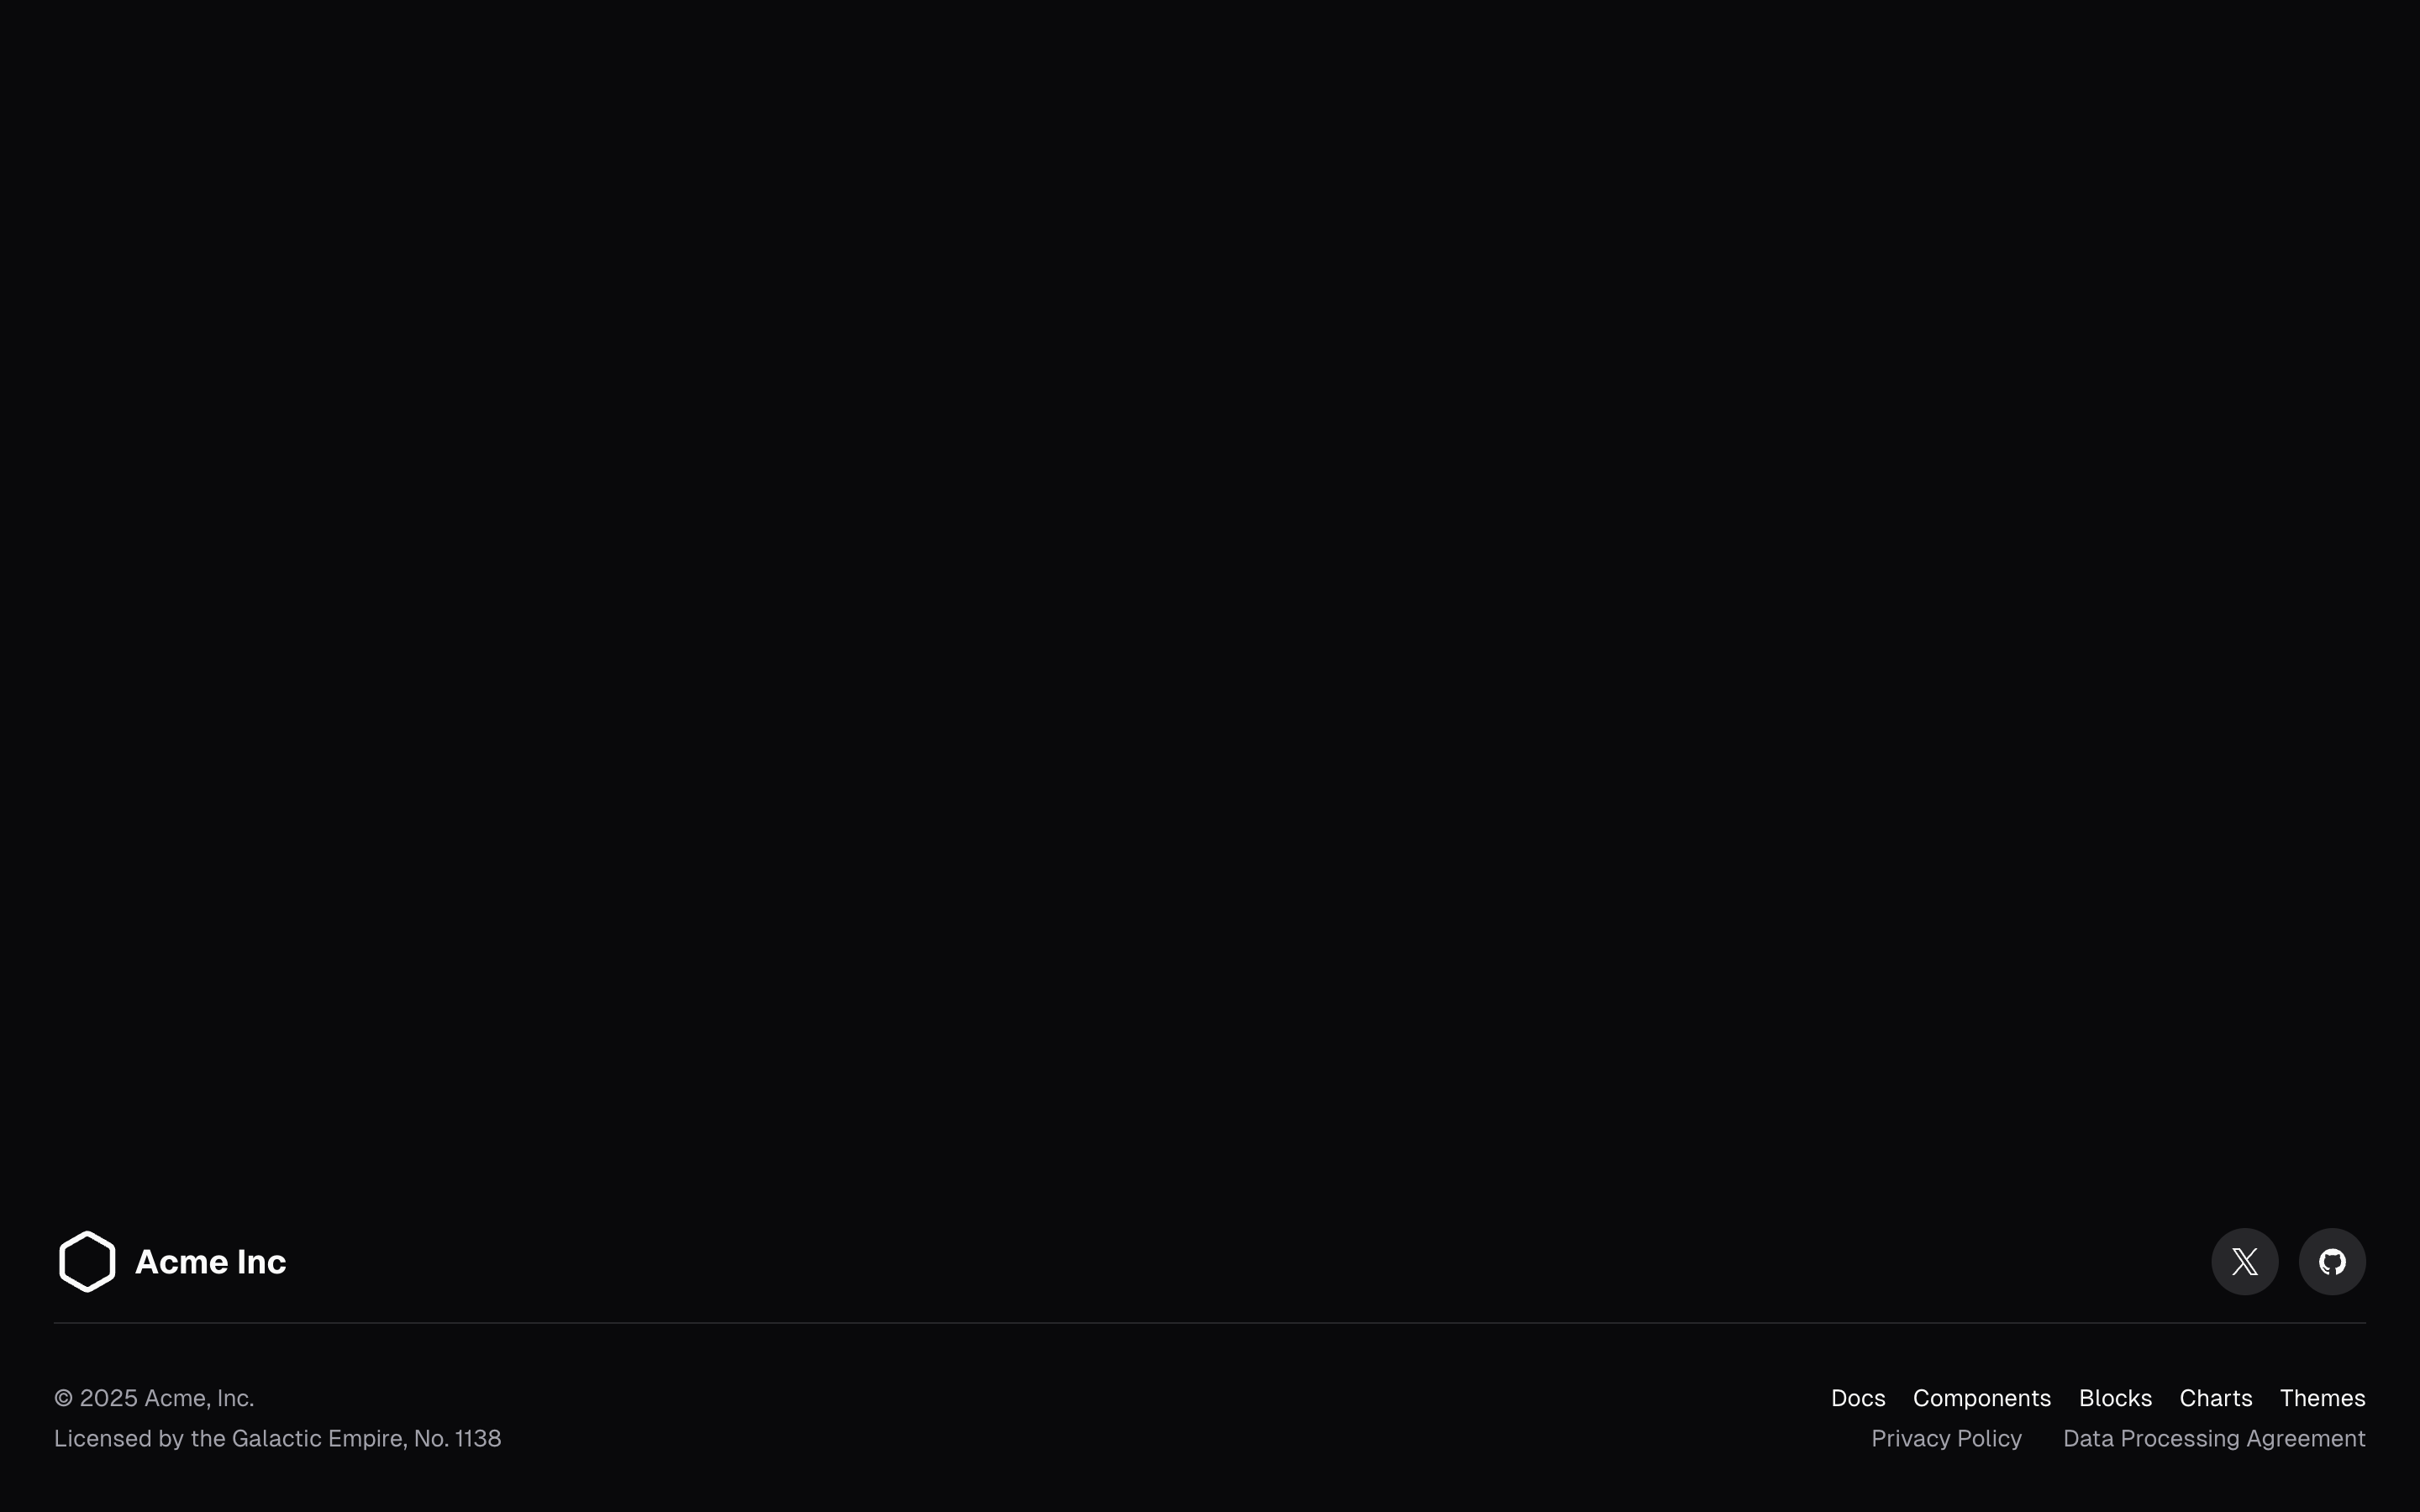 Acme Inc
© 2025 Acme, Inc.
Licensed by the Galactic Empire, No. 1138
Docs Components Blocks Charts Themes
Privacy Policy Data Processing Agreement